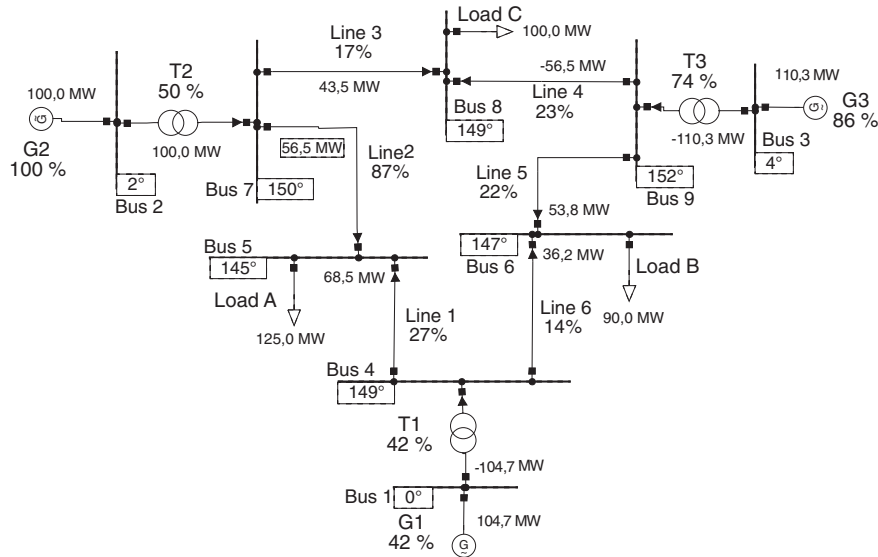 Load C
100,0 MW
Line 3
17%
43,5 MW
-56,5 MW
Line 4
23%
Bus 8
149°
T3
74 %
110,3 MW
G3
86 %
-110,3 MW
Bus 3
4°
100,0 MW
T2
50 %
G2
100 %
100,0 MW
2°
Bus 2
Bus 7
150°
56,5 MW
Line2
87%
Line 5
22%
152°
Bus 9
53,8 MW
Bus 5
145°
68,5 MW
Load A
125,0 MW
147°
Bus 6
36,2 MW
Load B
90,0 MW
Line 1
27%
Line 6
14%
Bus 4
149°
T1
42 %
-104,7 MW
Bus 1
0°
G1
42 %
104,7 MW
G
G
G